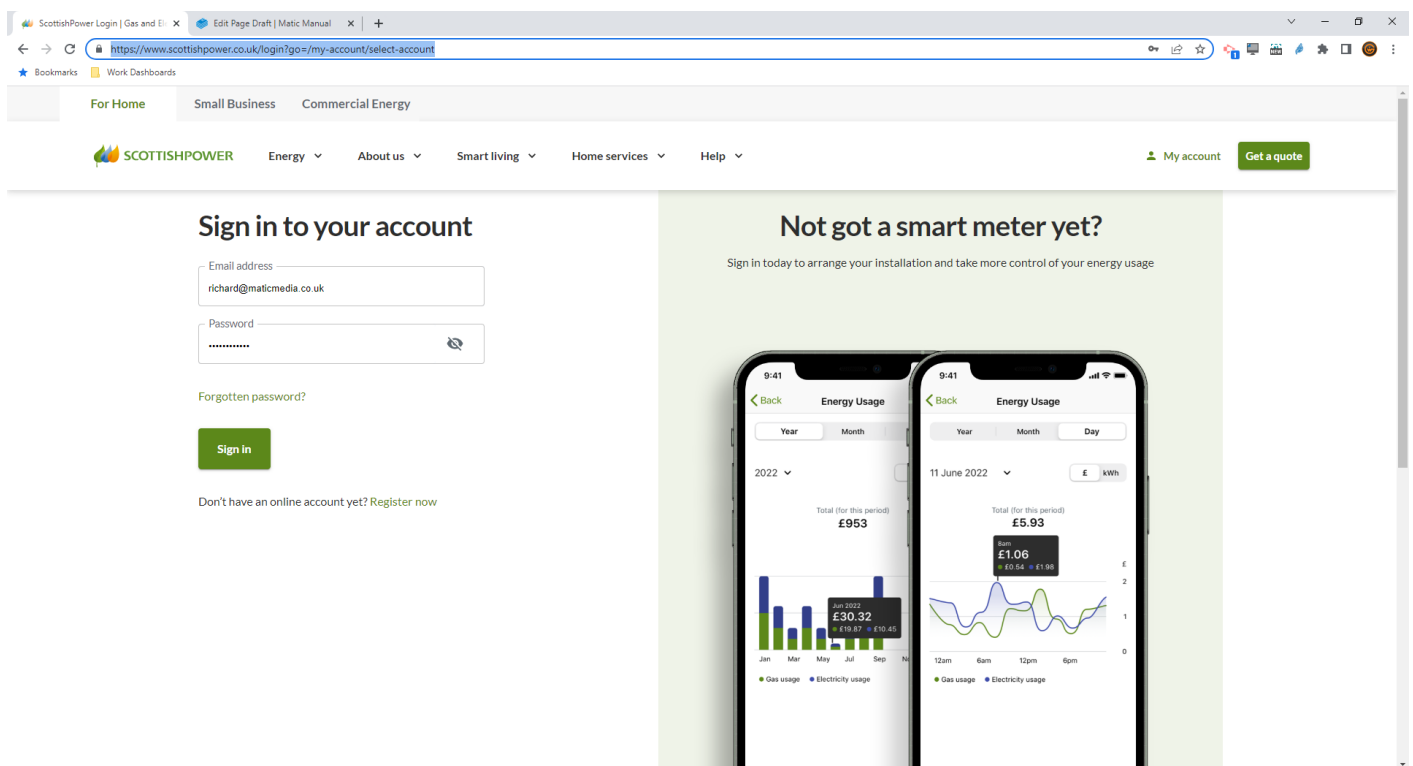 ScottishPower Login | Gas and El
Edit Page Draft | Matic Manual
https://www.scottishpower.co.uk/login?go=/my-account/select-account
Bookmarks
Work Dashboards
For Home
Small Business
Commercial Energy
SCOTTISHPOWER
Energy
About us
Smart living
Home services
Help
My account
Get a quote
Sign in to your account
Email address
richard@maticmedia.co.uk
Password
••••••••••••
Forgotten password?
Sign in
Don't have an online account yet? Register now
Not got a smart meter yet?
Sign in today to arrange your installation and take more control of your energy usage
9:41
Back
Energy Usage
Year
Month
2022
Total (for this period)
£953
Jun 2022
£30.32
£19.87 £10.45
Jan Mar May Jul Sep
Gas usage Electricity usage
9:41
Back
Energy Usage
Year
Month
Day
11 June 2022
£ kWh
Total (for this period)
£5.93
8am
£1.06
£0.54 £1.98
£
2
1
0
12am 6am 12pm 6pm
Gas usage Electricity usage